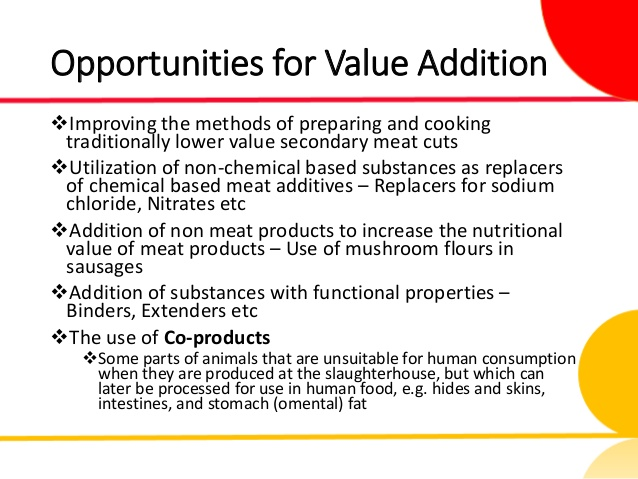 Opportunities for Value Addition
❖Improving the methods of preparing and cooking
traditionally lower value secondary meat cuts
❖Utilization of non-chemical based substances as replacers
of chemical based meat additives – Replacers for sodium
chloride, Nitrates etc
❖Addition of non meat products to increase the nutritional
value of meat products – Use of mushroom flours in
sausages
❖Addition of substances with functional properties –
Binders, Extenders etc
❖The use of Co-products
❖Some parts of animals that are unsuitable for human consumption
when they are produced at the slaughterhouse, but which can
later be processed for use in human food, e.g. hides and skins,
intestines, and stomach (omental) fat